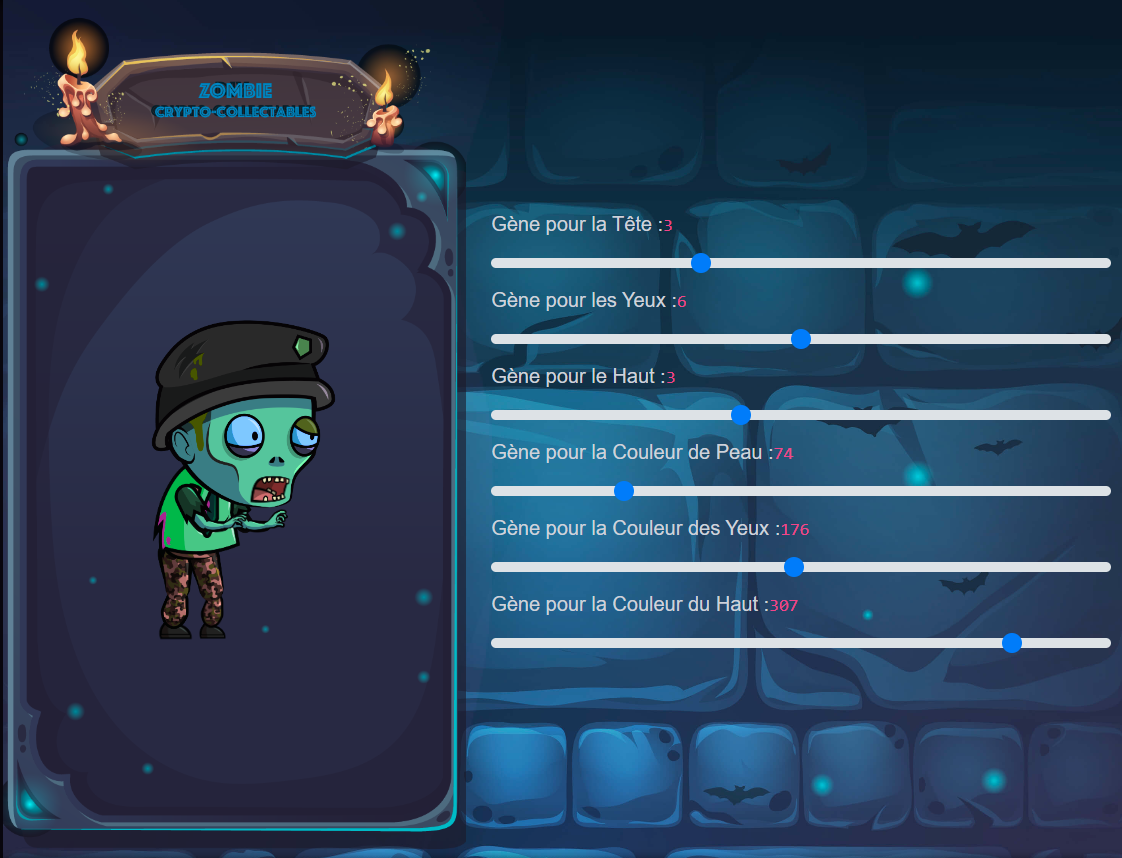 ZOMBIE
CRYPTO-COLLECTABLES
Gène pour la Tête :3
Gène pour les Yeux :6
Gène pour le Haut :3
Gène pour la Couleur de Peau :74
Gène pour la Couleur des Yeux :176
Gène pour la Couleur du Haut :307